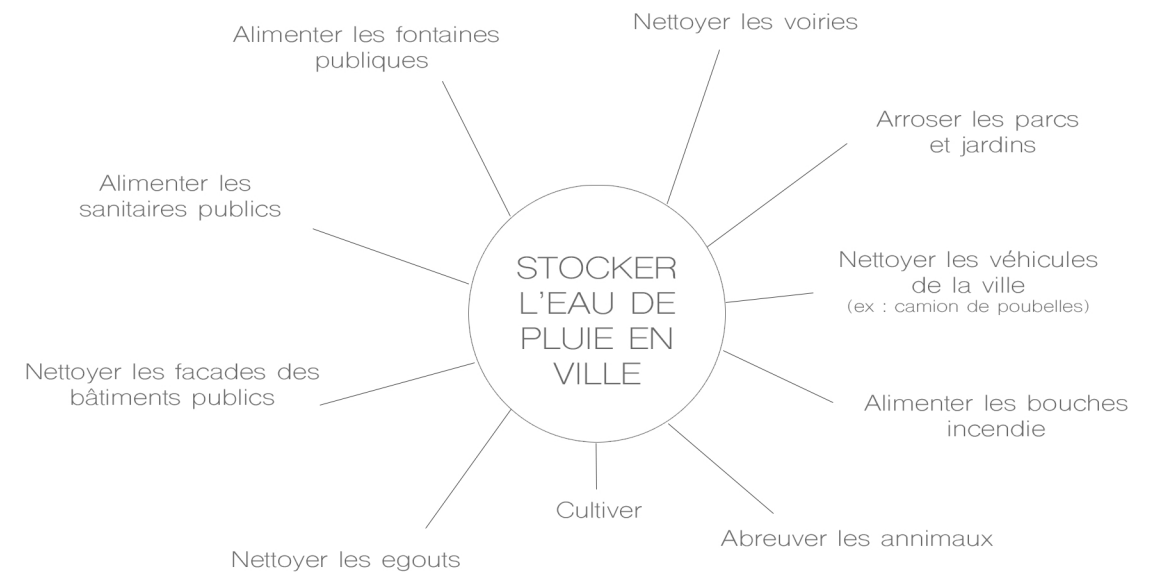 Alimenter les fontaines
publiques
Nettoyer les voiries
Arroser les parcs
et jardins
Alimenter les
sanitaires publics
STOCKER
L'EAU DE
PLUIE EN
VILLE
Nettoyer les véhicules
de la ville
(ex : camion de poubelles)
Nettoyer les facades des
bâtiments publics
Alimenter les bouches
incendie
Cultiver
Abreuver les annimaux
Nettoyer les egouts